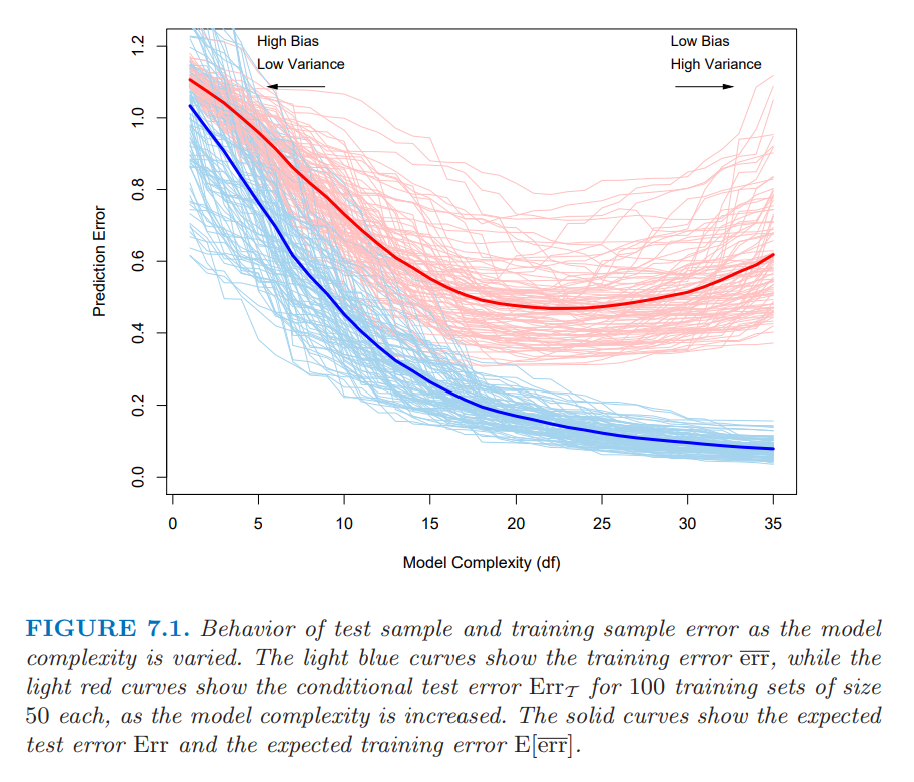 High Bias
Low Variance
Low Bias
High Variance
Prediction Error
1.2
1.0
0.8
0.6
0.4
0.2
0.0
0 5 10 15 20 25 30 35
Model Complexity (df)
FIGURE 7.1. Behavior of test sample and training sample error as the model
complexity is varied. The light blue curves show the training error e̅r̅r̅, while the
light red curves show the conditional test error Err𝒯 for 100 training sets of size
50 each, as the model complexity is increased. The solid curves show the expected
test error Err and the expected training error E[e̅r̅r̅].